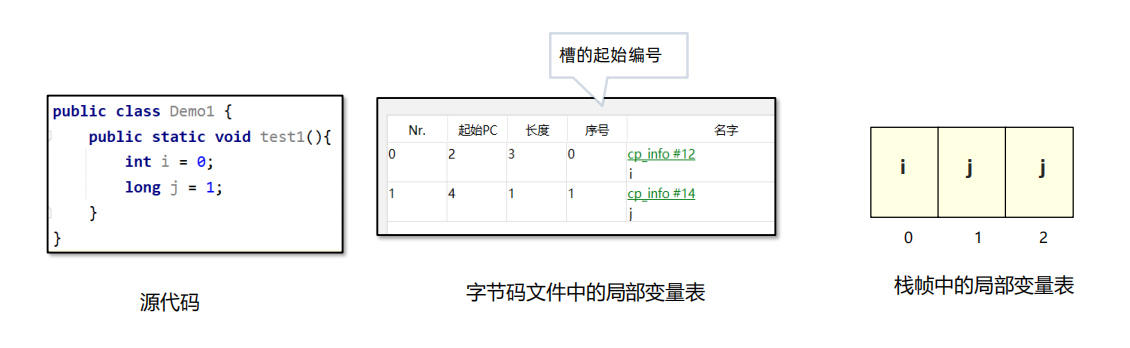 槽的起始编号
public class Demo1 {
public static void test1(){
int i = 0;
long j = 1;
}
}
源代码
Nr. 起始PC 长度 序号 名字
0 2 3 0 cp_info #12
i
1 4 1 1 cp_info #14
j
字节码文件中的局部变量表
i j j
0 1 2
栈帧中的局部变量表